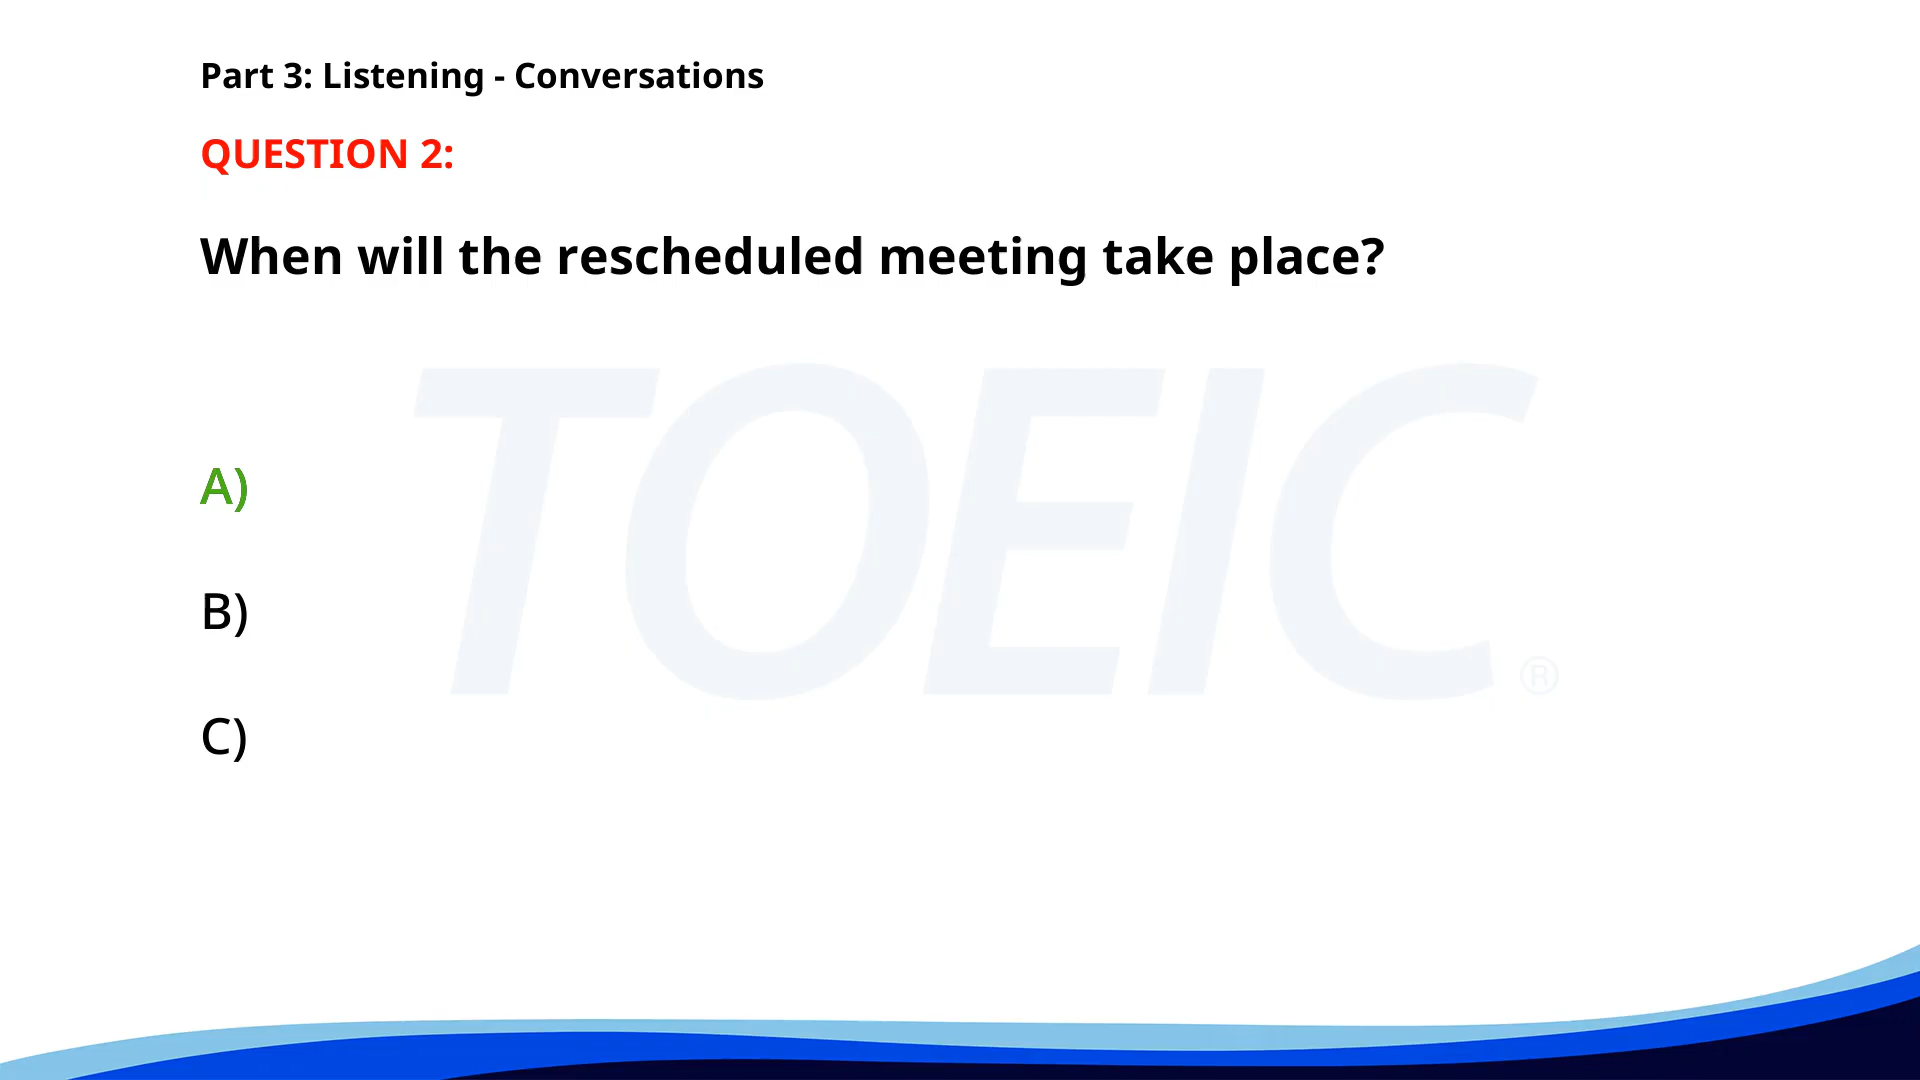 Part 3: Listening - Conversations
QUESTION 2:
When will the rescheduled meeting take place?
TOEIC®
A)
B)
C)